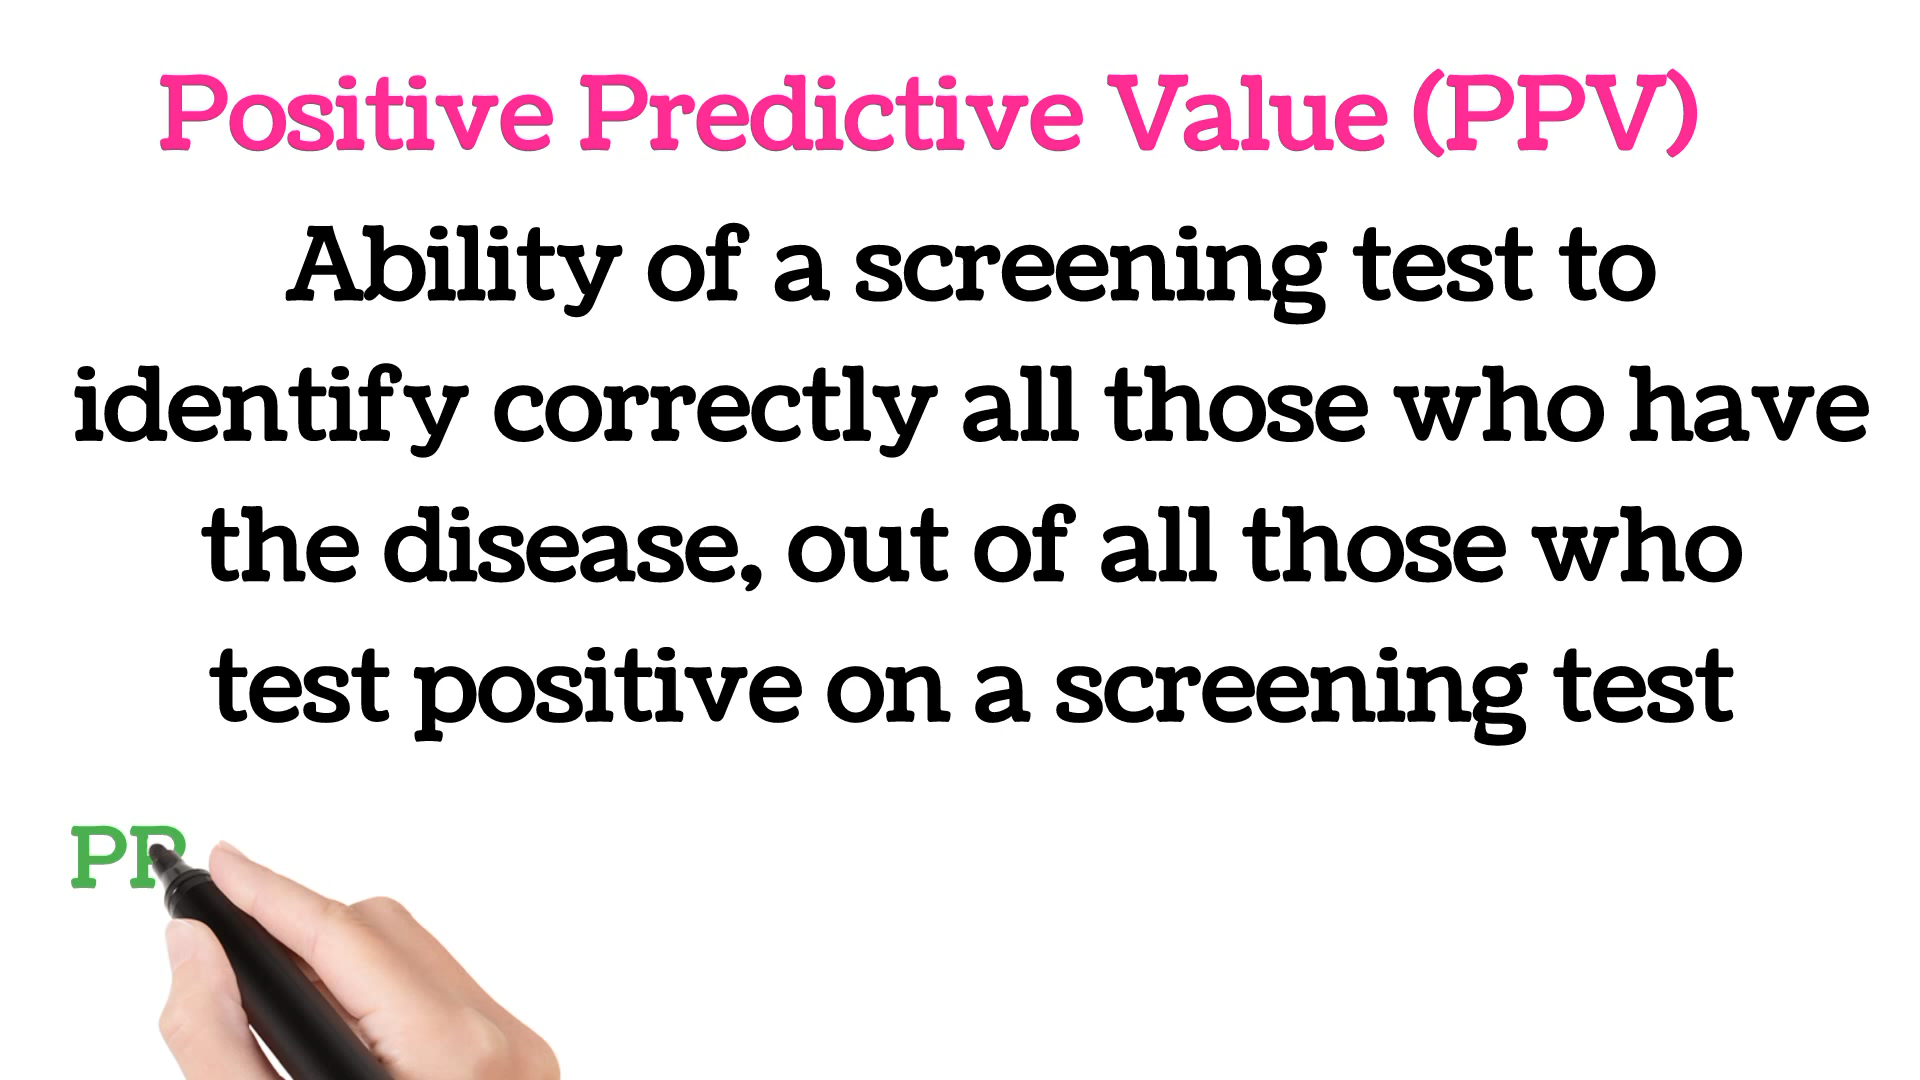 Positive Predictive Value (PPV)
Ability of a screening test to
identify correctly all those who have
the disease, out of all those who
test positive on a screening test
PP